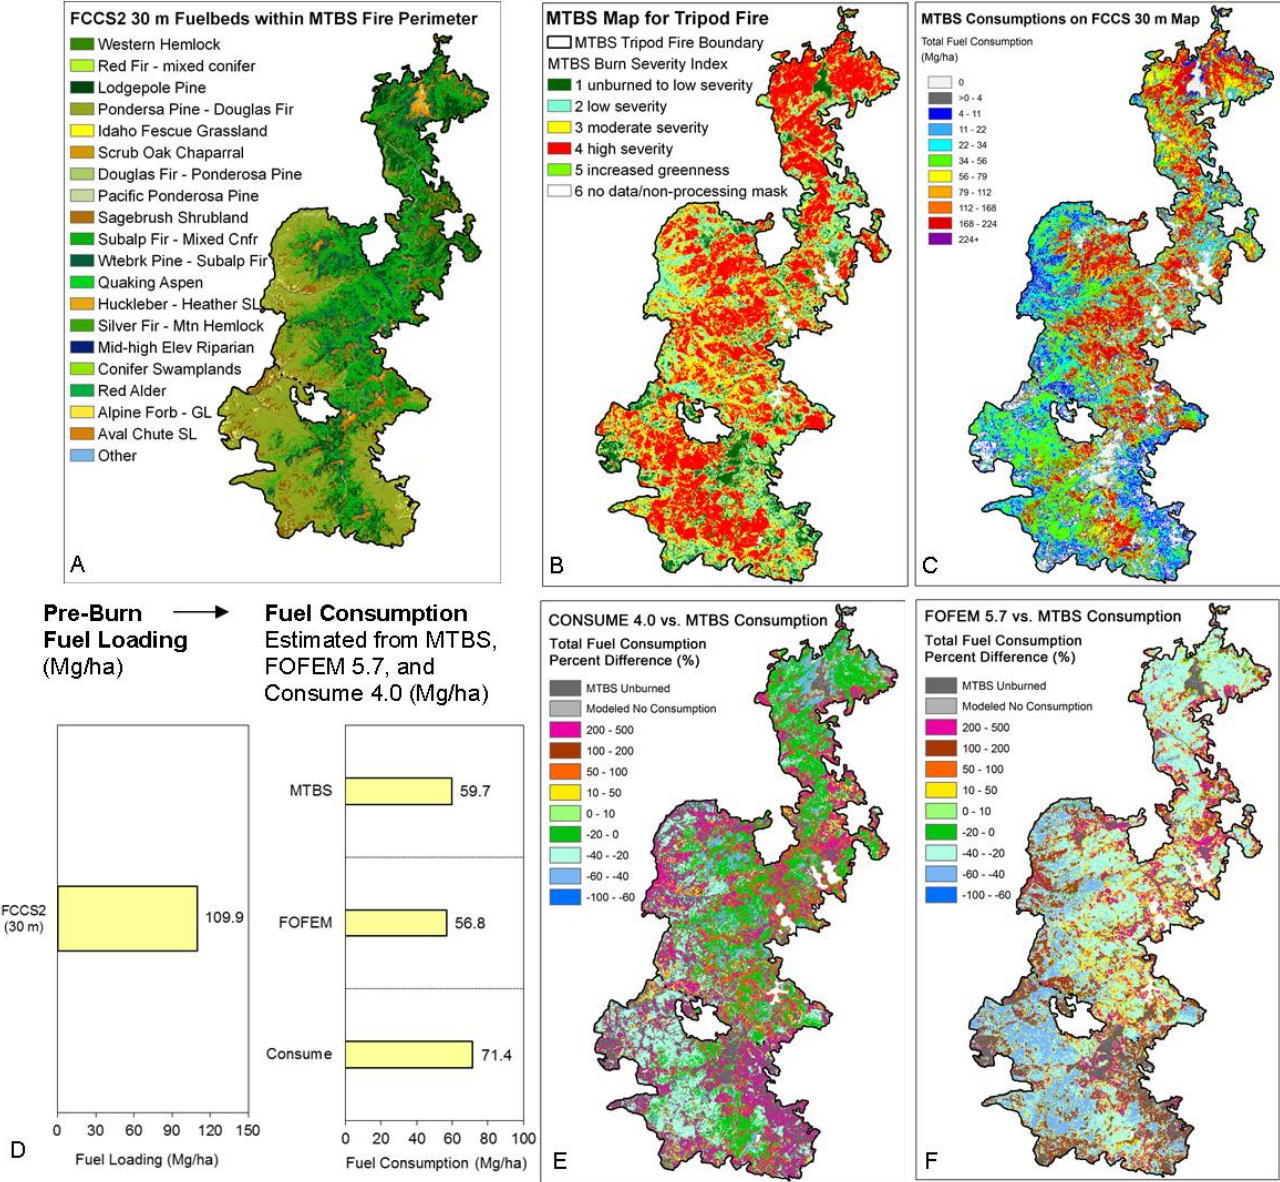 FCCS2 30 m Fuelbeds within MTBS Fire Perimeter
Western Hemlock
Red Fir - mixed conifer
Lodgepole Pine
Pondersa Pine - Douglas Fir
Idaho Fescue Grassland
Scrub Oak Chaparral
Douglas Fir - Ponderosa Pine
Pacific Ponderosa Pine
Sagebrush Shrubland
Subalp Fir - Mixed Cnfr
Wtebrk Pine - Subalp Fir
Quaking Aspen
Huckleber - Heather SL
Silver Fir - Mtn Hemlock
Mid-high Elev Riparian
Conifer Swamplands
Red Alder
Alpine Forb - GL
Aval Chute SL
Other
A
MTBS Map for Tripod Fire
MTBS Tripod Fire Boundary
MTBS Burn Severity Index
1 unburned to low severity
2 low severity
3 moderate severity
4 high severity
5 increased greenness
6 no data/non-processing mask
B
MTBS Consumptions on FCCS 30 m Map
Total Fuel Consumption
(Mg/ha)
0
>0 - 4
4 - 11
11 - 22
22 - 34
34 - 56
56 - 79
79 - 112
112 - 168
168 - 224
224+
C
Pre-Burn
Fuel Loading
(Mg/ha)
Fuel Consumption
Estimated from MTBS,
FOFEM 5.7, and
Consume 4.0 (Mg/ha)
FCCS2
(30 m)
109.9
0 30 60 90 120 150
Fuel Loading (Mg/ha)
MTBS
59.7
FOFEM
56.8
Consume
71.4
0 20 40 60 80 100
Fuel Consumption (Mg/ha)
D
CONSUME 4.0 vs. MTBS Consumption
Total Fuel Consumption
Percent Difference (%)
MTBS Unburned
Modeled No Consumption
200 - 500
100 - 200
50 - 100
10 - 50
0 - 10
-20 - 0
-40 - -20
-60 - -40
-100 - -60
E
FOFEM 5.7 vs. MTBS Consumption
Total Fuel Consumption
Percent Difference (%)
MTBS Unburned
Modeled No Consumption
200 - 500
100 - 200
50 - 100
10 - 50
0 - 10
-20 - 0
-40 - -20
-60 - -40
-100 - -60
F